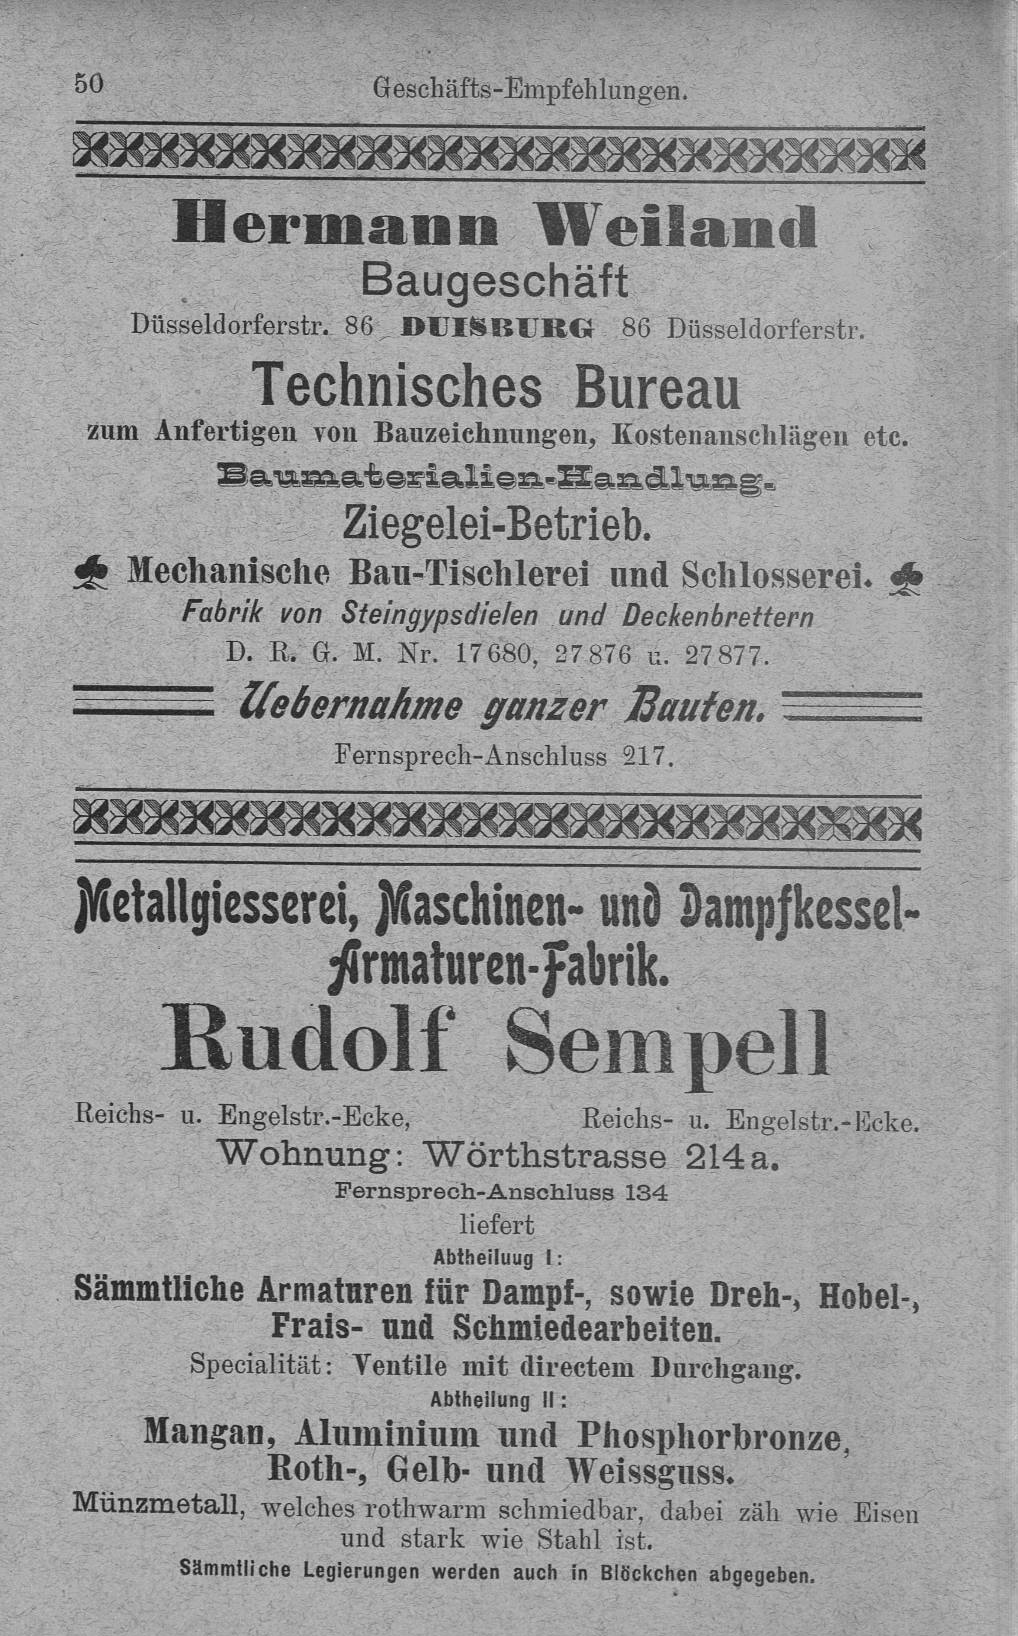 50 Geschäfts-Empfehlungen.
Hermann Weiland
Baugeschäft
Düsseldorferstr. 86 DUISBURG 86 Düsseldorferstr.
Technisches Bureau
zum Anfertigen von Bauzeichnungen, Kostenanschlägen etc.
Baumaterialien-Handlung.
Ziegelei-Betrieb.
Mechanische Bau-Tischlerei und Schlosserei.
Fabrik von Steingypsdielen und Deckenbrettern
D. R. G. M. Nr. 17680, 27876 u. 27877.
Uebernahme ganzer Bauten.
Fernsprech-Anschluss 217.
Metallgiesserei, Maschinen- und Dampfkessel-
Armaturen-Fabrik.
Rudolf Sempell
Reichs- u. Engelstr.-Ecke, Reichs- u. Engelstr.-Ecke.
Wohnung: Wörthstrasse 214a.
Fernsprech-Anschluss 134
liefert
Abtheiluug I:
Sämmtliche Armaturen für Dampf-, sowie Dreh-, Hobel-,
Frais- und Schmiedearbeiten.
Specialität: Ventile mit directem Durchgang.
Abtheilung II:
Mangan, Aluminium und Phosphorbronze,
Roth-, Gelb- und Weissguss.
Münzmetall, welches rothwarm schmiedbar, dabei zäh wie Eisen
und stark wie Stahl ist.
Sämmtliche Legierungen werden auch in Blöckchen abgegeben.